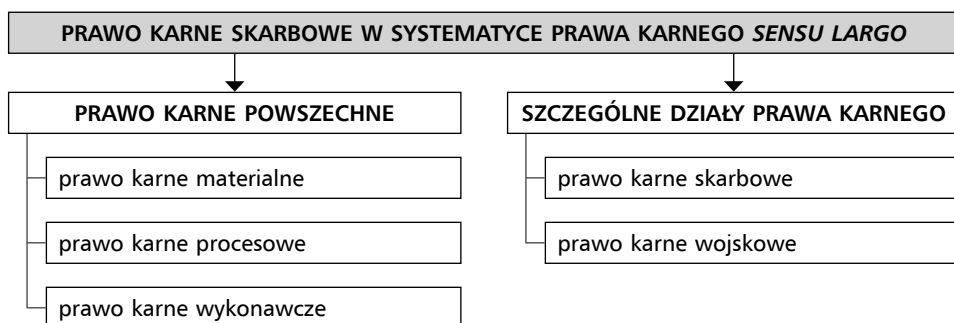 PRAWO KARNE SKARBOWE W SYSTEMATYCE PRAWA KARNEGO SENSU LARGO
PRAWO KARNE POWSZECHNE
prawo karne materialne
prawo karne procesowe
prawo karne wykonawcze
SZCZEGÓLNE DZIAŁY PRAWA KARNEGO
prawo karne skarbowe
prawo karne wojskowe